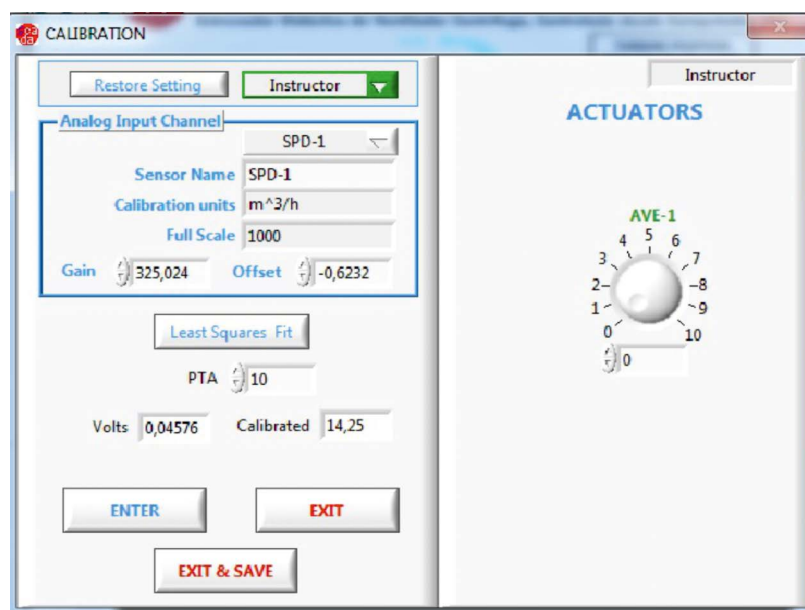 CALIBRATION
Restore Setting
Instructor
Analog Input Channel
SPD-1
Sensor Name SPD-1
Calibration units m^3/h
Full Scale 1000
Gain 325,024 Offset -0,6232
Least Squares Fit
PTA 10
Volts 0,04576 Calibrated 14,25
ENTER
EXIT
EXIT & SAVE
Instructor
ACTUATORS
AVE-1
0 1 2 3 4 5 6 7 8 9 10
0